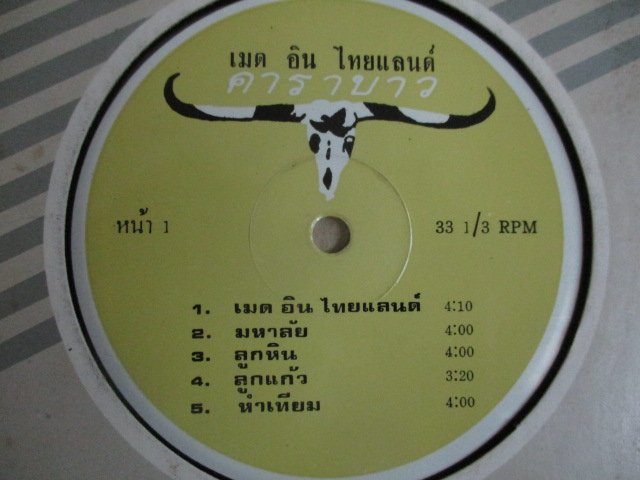 เมด อิน ไทยแลนด์
คาราบาว
หน้า 1
33 1/3 RPM
1. เมด อิน ไทยแลนด์ 4:10
2. มหาลัย 4:00
3. ลูกหิน 4:00
4. ลูกแก้ว 3:20
5. หำเทียม 4:00